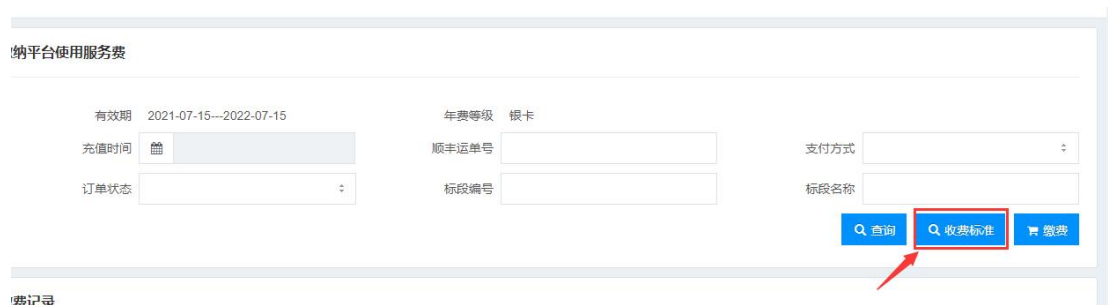 纳平台使用服务费
有效期 2021-07-15---2022-07-15 年费等级 银卡
充值时间 顺丰运单号 支付方式
订单状态 标段编号 标段名称
查询 收费标准 缴费
费记录